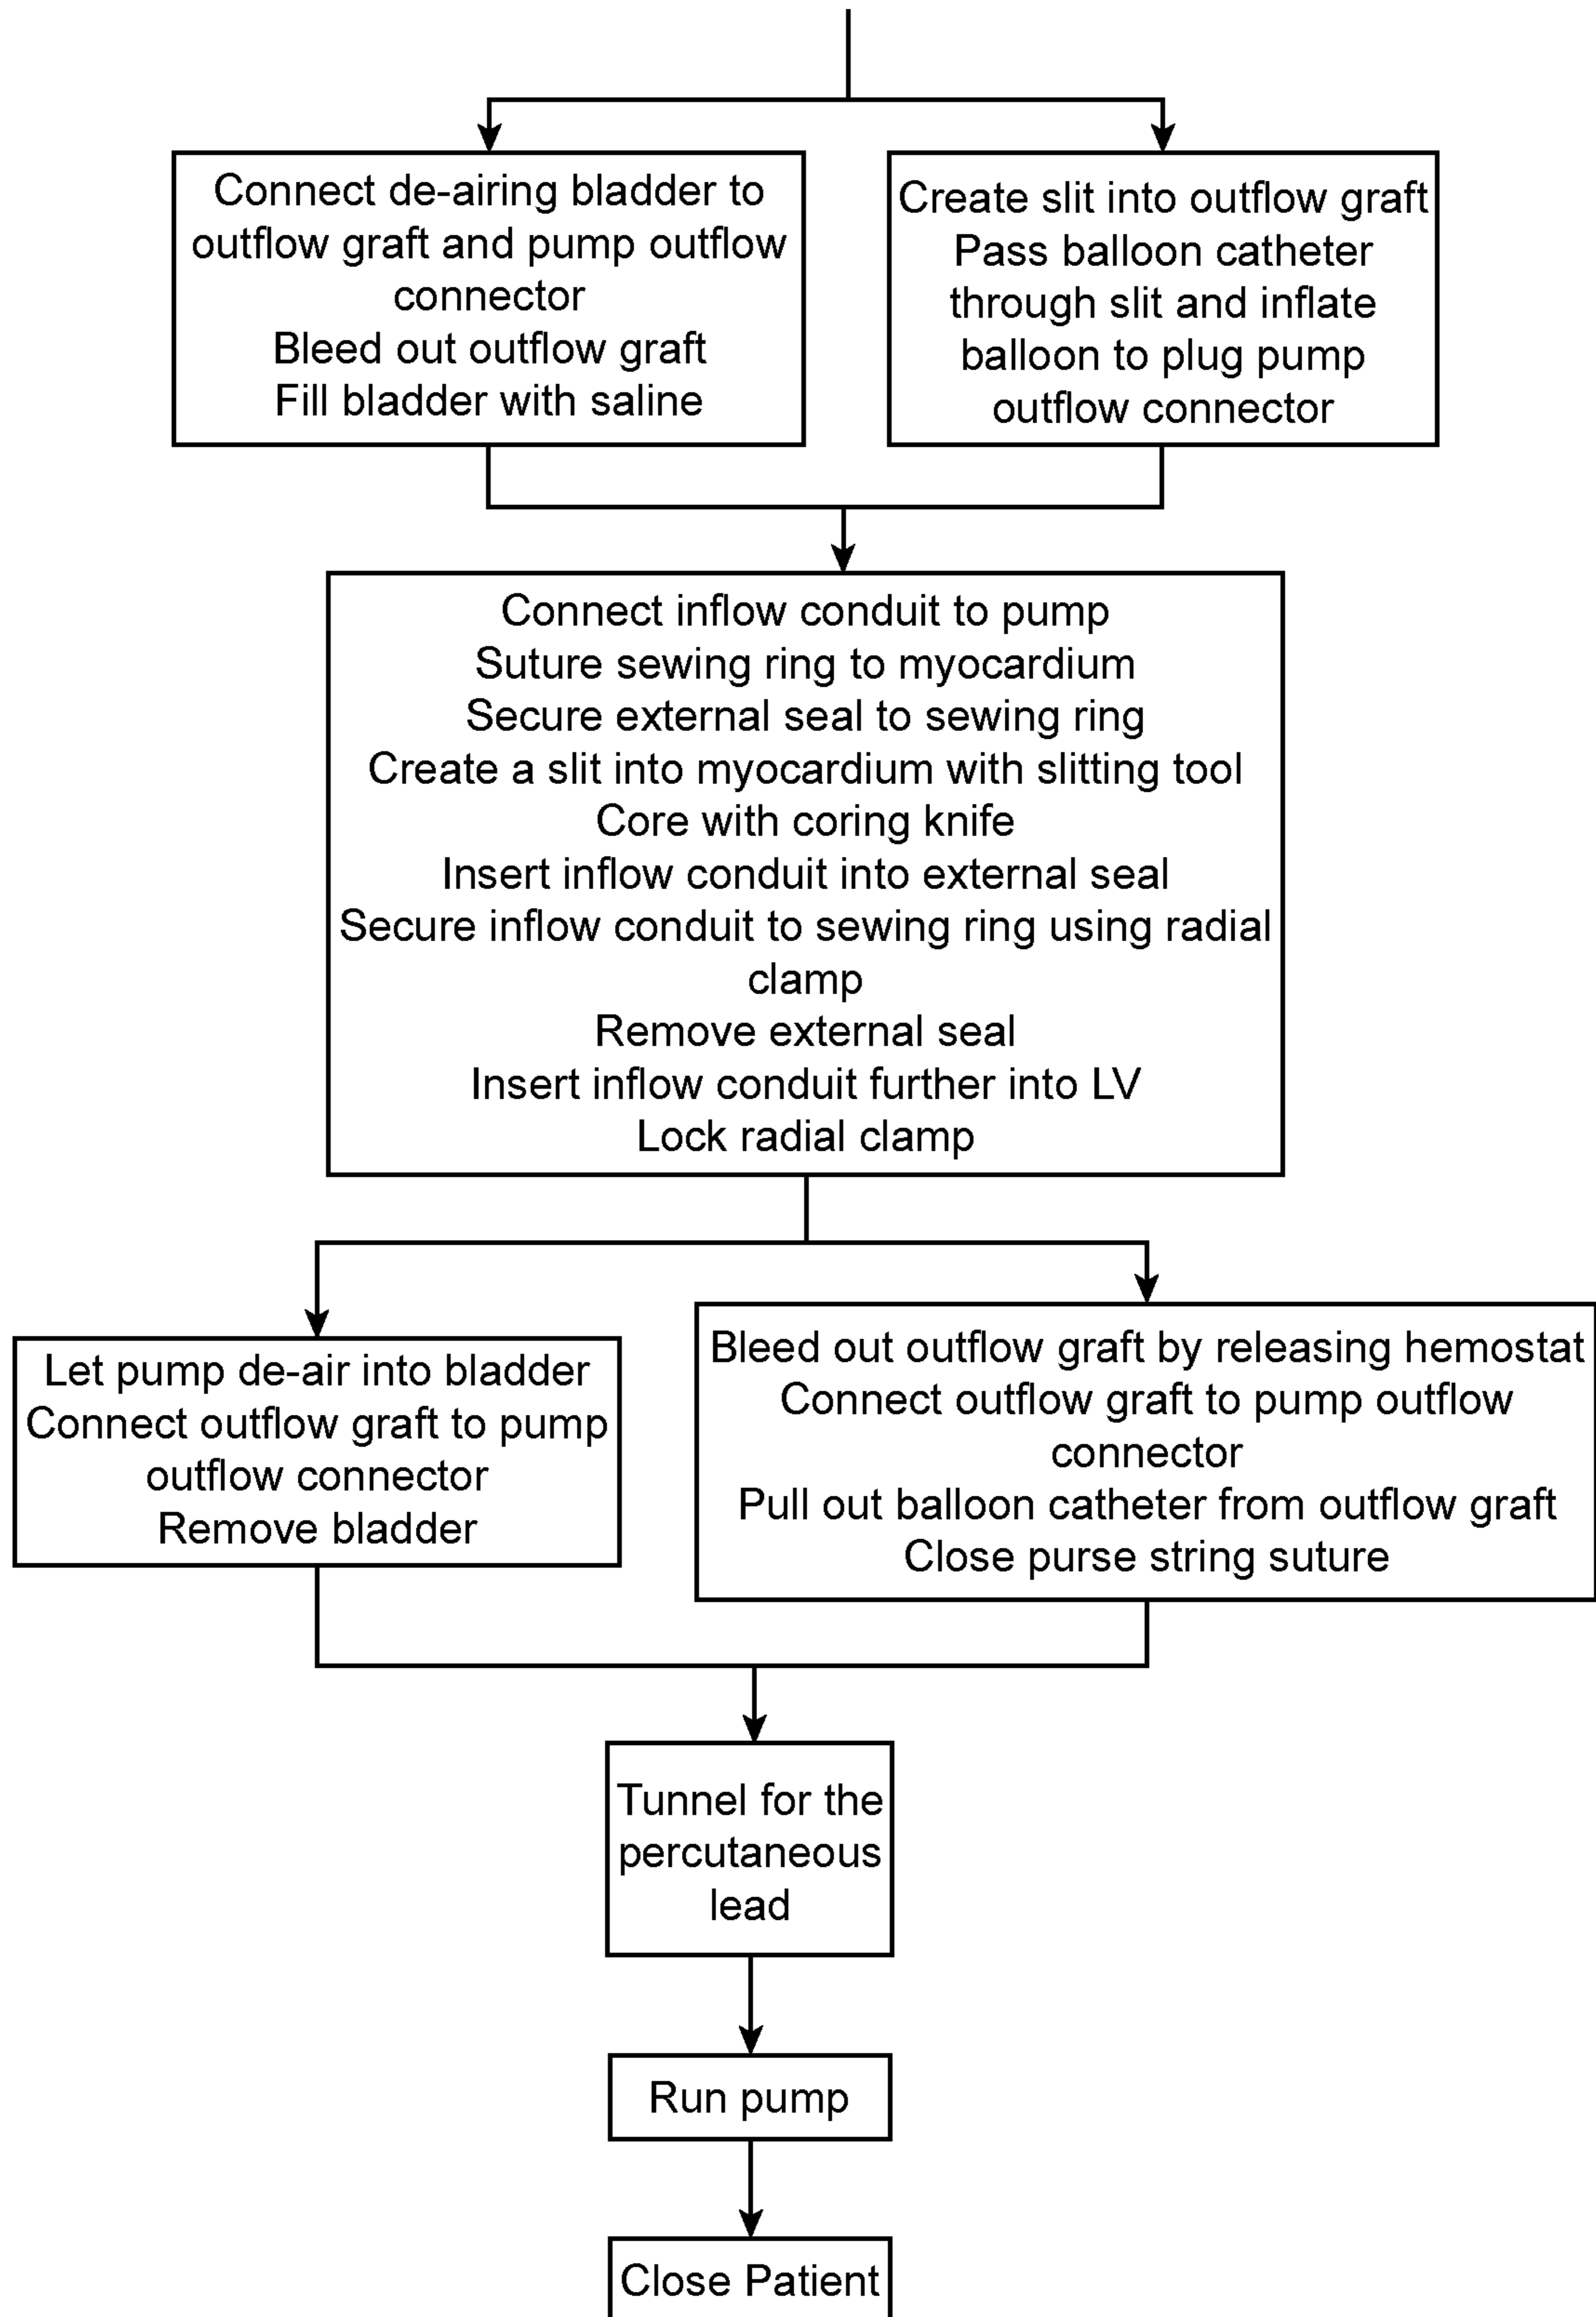 Connect de-airing bladder to
outflow graft and pump outflow
connector
Bleed out outflow graft
Fill bladder with saline
Create slit into outflow graft
Pass balloon catheter
through slit and inflate
balloon to plug pump
outflow connector
Connect inflow conduit to pump
Suture sewing ring to myocardium
Secure external seal to sewing ring
Create a slit into myocardium with slitting tool
Core with coring knife
Insert inflow conduit into external seal
Secure inflow conduit to sewing ring using radial
clamp
Remove external seal
Insert inflow conduit further into LV
Lock radial clamp
Let pump de-air into bladder
Connect outflow graft to pump
outflow connector
Remove bladder
Bleed out outflow graft by releasing hemostat
Connect outflow graft to pump outflow
connector
Pull out balloon catheter from outflow graft
Close purse string suture
Tunnel for the
percutaneous
lead
Run pump
Close Patient